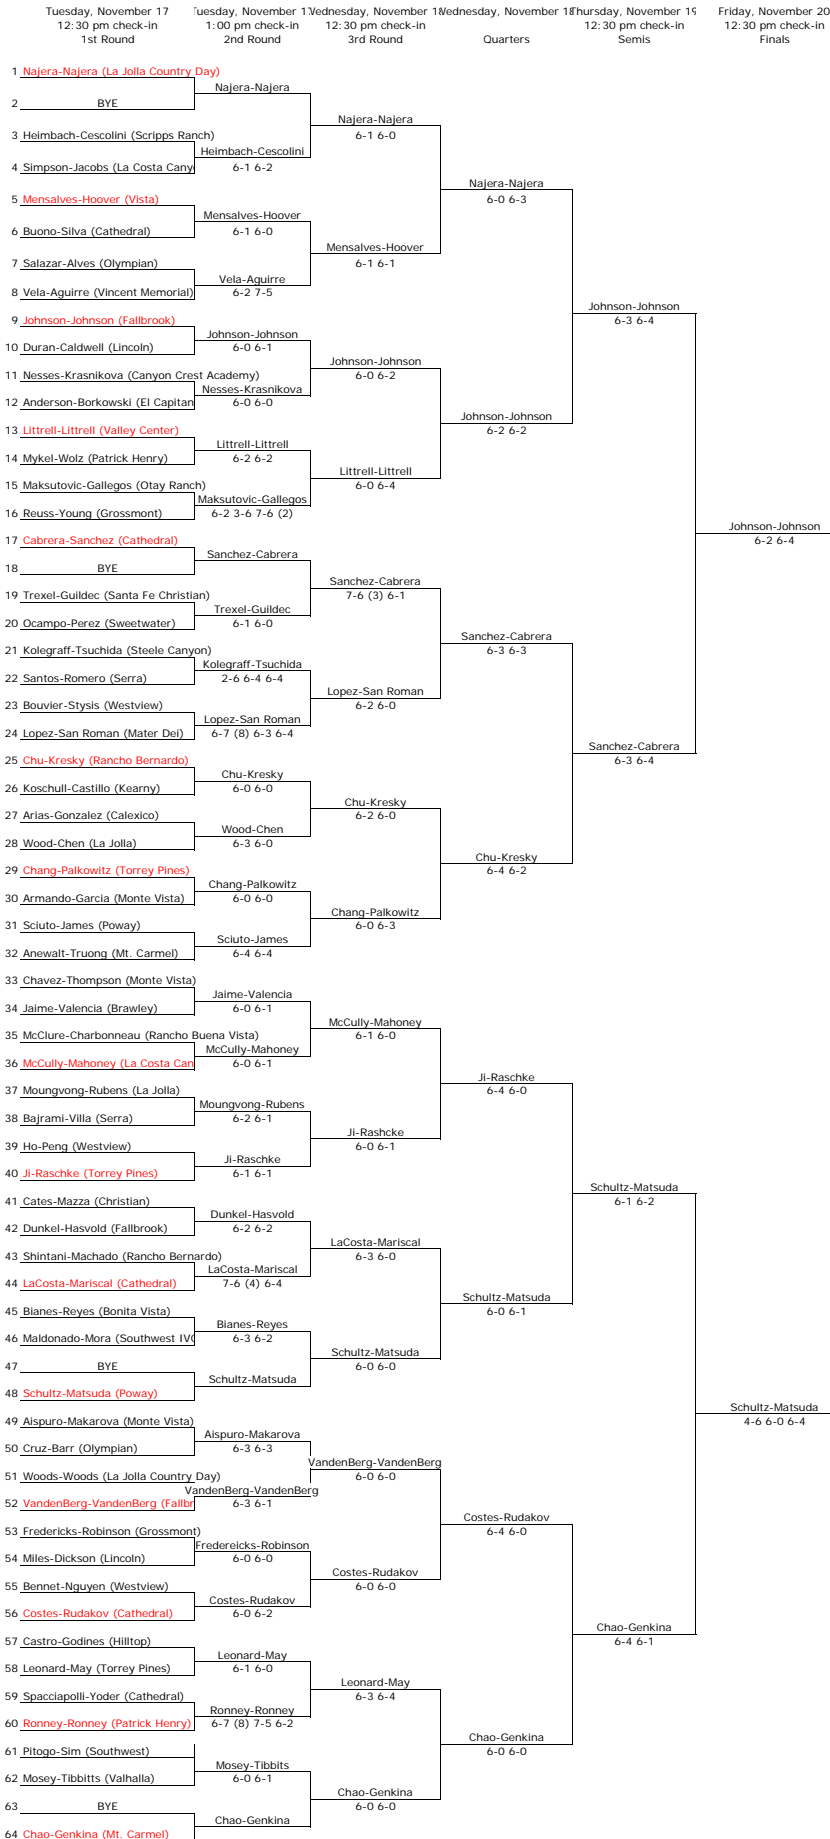 Tuesday, November 17
12:30 pm check-in
1st Round
Tuesday, November 17
1:00 pm check-in
2nd Round
Wednesday, November 18
12:30 pm check-in
3rd Round
Wednesday, November 18
Quarters
Thursday, November 19
12:30 pm check-in
Semis
Friday, November 20
12:30 pm check-in
Finals
1 Najera-Najera (La Jolla Country Day)
2 BYE
3 Heimbach-Cescolini (Scripps Ranch)
4 Simpson-Jacobs (La Costa Cany
5 Mensalves-Hoover (Vista)
6 Buono-Silva (Cathedral)
7 Salazar-Alves (Olympian)
8 Vela-Aguirre (Vincent Memorial)
9 Johnson-Johnson (Fallbrook)
10 Duran-Caldwell (Lincoln)
11 Nesses-Krasnikova (Canyon Crest Academy)
12 Anderson-Borkowski (El Capitan
13 Littrell-Littrell (Valley Center)
14 Mykel-Wolz (Patrick Henry)
15 Maksutovic-Gallegos (Otay Ranch)
16 Reuss-Young (Grossmont)
17 Cabrera-Sanchez (Cathedral)
18 BYE
19 Trexel-Guildec (Santa Fe Christian)
20 Ocampo-Perez (Sweetwater)
21 Kolegraff-Tsuchida (Steele Canyon)
22 Santos-Romero (Serra)
23 Bouvier-Stysis (Westview)
24 Lopez-San Roman (Mater Dei)
25 Chu-Kresky (Rancho Bernardo)
26 Koschull-Castillo (Kearny)
27 Arias-Gonzalez (Calexico)
28 Wood-Chen (La Jolla)
29 Chang-Palkowitz (Torrey Pines)
30 Armando-Garcia (Monte Vista)
31 Sciuto-James (Poway)
32 Anewalt-Truong (Mt. Carmel)
33 Chavez-Thompson (Monte Vista)
34 Jaime-Valencia (Brawley)
35 McClure-Charbonneau (Rancho Buena Vista)
36 McCully-Mahoney (La Costa Can
37 Moungvong-Rubens (La Jolla)
38 Bajrami-Villa (Serra)
39 Ho-Peng (Westview)
40 Ji-Raschke (Torrey Pines)
41 Cates-Mazza (Christian)
42 Dunkel-Hasvold (Fallbrook)
43 Shintani-Machado (Rancho Bernardo)
44 LaCosta-Mariscal (Cathedral)
45 Bianes-Reyes (Bonita Vista)
46 Maldonado-Mora (Southwest IVC
47 BYE
48 Schultz-Matsuda (Poway)
49 Aispuro-Makarova (Monte Vista)
50 Cruz-Barr (Olympian)
51 Woods-Woods (La Jolla Country Day)
52 VandenBerg-VandenBerg (Fallbr
53 Fredericks-Robinson (Grossmont)
54 Miles-Dickson (Lincoln)
55 Bennet-Nguyen (Westview)
56 Costes-Rudakov (Cathedral)
57 Castro-Godines (Hilltop)
58 Leonard-May (Torrey Pines)
59 Spacciapolli-Yoder (Cathedral)
60 Ronney-Ronney (Patrick Henry)
61 Pitogo-Sim (Southwest)
62 Mosey-Tibbitts (Valhalla)
63 BYE
64 Chao-Genkina (Mt. Carmel)
Najera-Najera
Heimbach-Cescolini
6-1 6-2
Mensalves-Hoover
6-1 6-0
Vela-Aguirre
6-2 7-5
Johnson-Johnson
6-0 6-1
Nesses-Krasnikova
6-0 6-0
Littrell-Littrell
6-2 6-2
Maksutovic-Gallegos
6-2 3-6 7-6 (2)
Sanchez-Cabrera
Trexel-Guildec
6-1 6-0
Kolegraff-Tsuchida
2-6 6-4 6-4
Lopez-San Roman
6-7 (8) 6-3 6-4
Chu-Kresky
6-0 6-0
Wood-Chen
6-3 6-0
Chang-Palkowitz
6-0 6-0
Sciuto-James
6-4 6-4
Jaime-Valencia
6-0 6-1
McCully-Mahoney
6-0 6-1
Moungvong-Rubens
6-2 6-1
Ji-Raschke
6-1 6-1
Dunkel-Hasvold
6-2 6-2
LaCosta-Mariscal
7-6 (4) 6-4
Bianes-Reyes
6-3 6-2
Schultz-Matsuda
Aispuro-Makarova
6-3 6-3
VandenBerg-VandenBerg
6-3 6-1
Fredereicks-Robinson
6-0 6-0
Costes-Rudakov
6-0 6-2
Leonard-May
6-1 6-0
Ronney-Ronney
6-7 (8) 7-5 6-2
Mosey-Tibbits
6-0 6-1
Chao-Genkina
Najera-Najera
6-1 6-0
Mensalves-Hoover
6-1 6-1
Johnson-Johnson
6-0 6-2
Littrell-Littrell
6-0 6-4
Sanchez-Cabrera
7-6 (3) 6-1
Lopez-San Roman
6-2 6-0
Chu-Kresky
6-2 6-0
Chang-Palkowitz
6-0 6-3
McCully-Mahoney
6-1 6-0
Ji-Rashcke
6-0 6-1
LaCosta-Mariscal
6-3 6-0
Schultz-Matsuda
6-0 6-0
VandenBerg-VandenBerg
6-0 6-0
Costes-Rudakov
6-0 6-0
Leonard-May
6-3 6-4
Chao-Genkina
6-0 6-0
Najera-Najera
6-0 6-3
Johnson-Johnson
6-2 6-2
Sanchez-Cabrera
6-3 6-3
Chu-Kresky
6-4 6-2
Ji-Raschke
6-4 6-0
Schultz-Matsuda
6-0 6-1
Costes-Rudakov
6-4 6-0
Chao-Genkina
6-0 6-0
Johnson-Johnson
6-3 6-4
Sanchez-Cabrera
6-3 6-4
Schultz-Matsuda
6-1 6-2
Chao-Genkina
6-4 6-1
Johnson-Johnson
6-2 6-4
Schultz-Matsuda
4-6 6-0 6-4